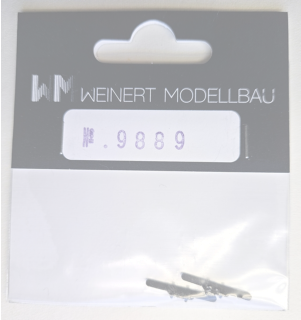 WM WEINERT MODELLBAU
. 9889